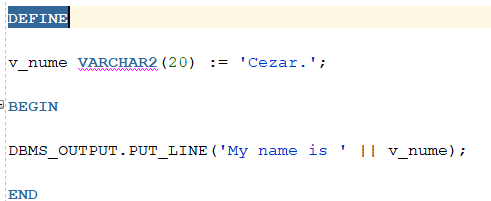 DEFINE
v_nume VARCHAR2(20) := 'Cezar.';
BEGIN
DBMS_OUTPUT.PUT_LINE('My name is ' || v_nume);
END